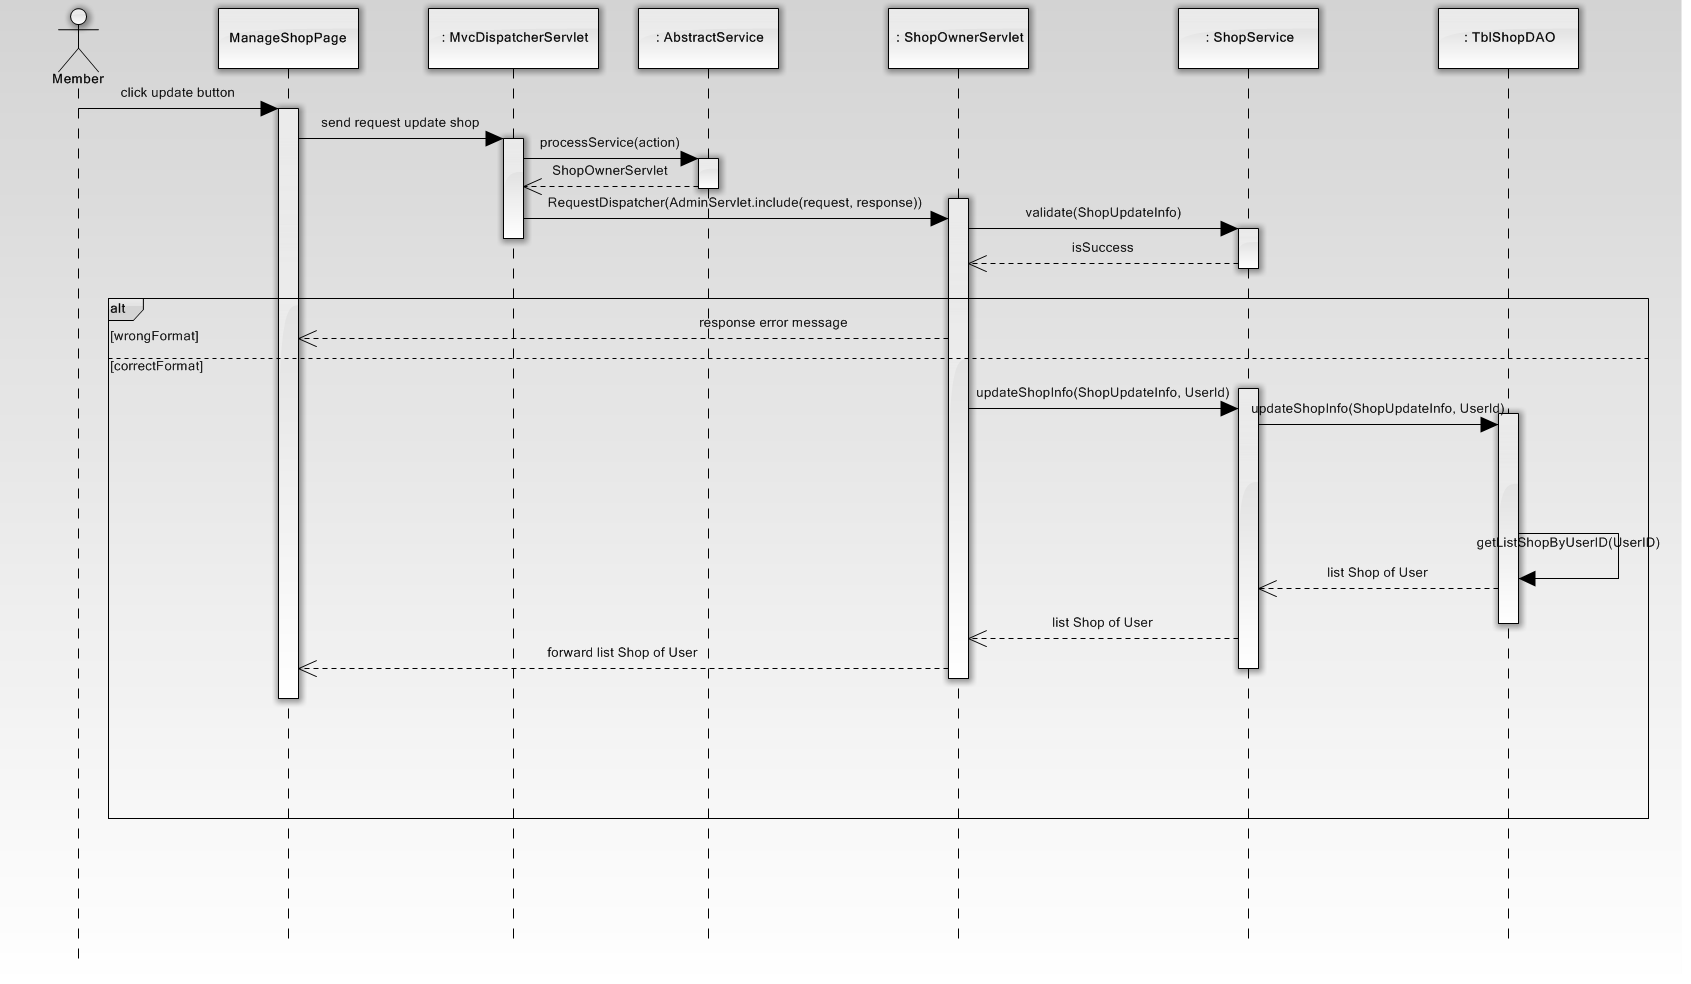 Member
ManageShopPage
: MvcDispatcherServlet
: AbstractService
: ShopOwnerServlet
: ShopService
: TblShopDAO
click update button
send request update shop
processService(action)
ShopOwnerServlet
RequestDispatcher(AdminServlet.include(request, response))
validate(ShopUpdateInfo)
isSuccess
alt
response error message
[wrongFormat]
[correctFormat]
updateShopInfo(ShopUpdateInfo, UserId)
updateShopInfo(ShopUpdateInfo, UserId)
getListShopByUserID(UserID)
list Shop of User
list Shop of User
forward list Shop of User